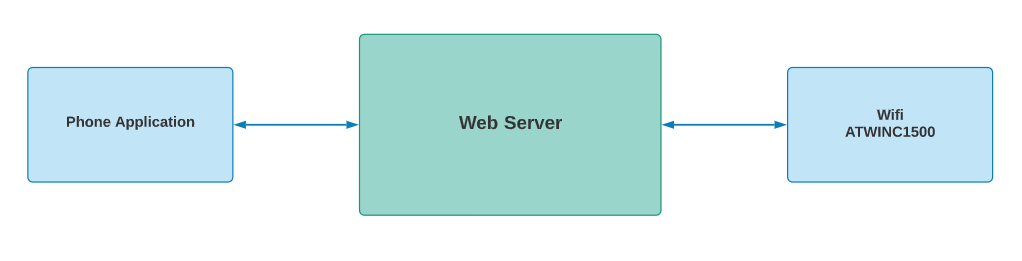 Phone Application
Web Server
Wifi
ATWINC1500